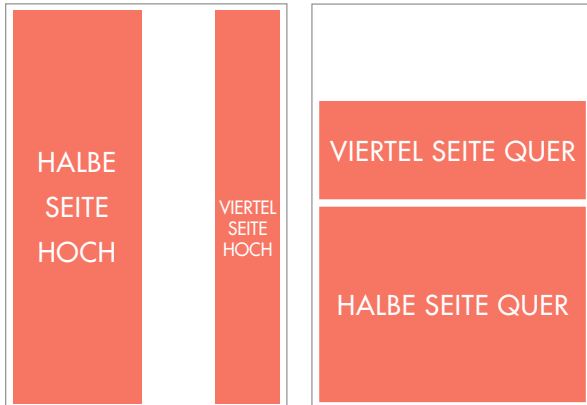 HALBE
SEITE
HOCH
VIERTEL
SEITE
HOCH
VIERTEL SEITE QUER
HALBE SEITE QUER